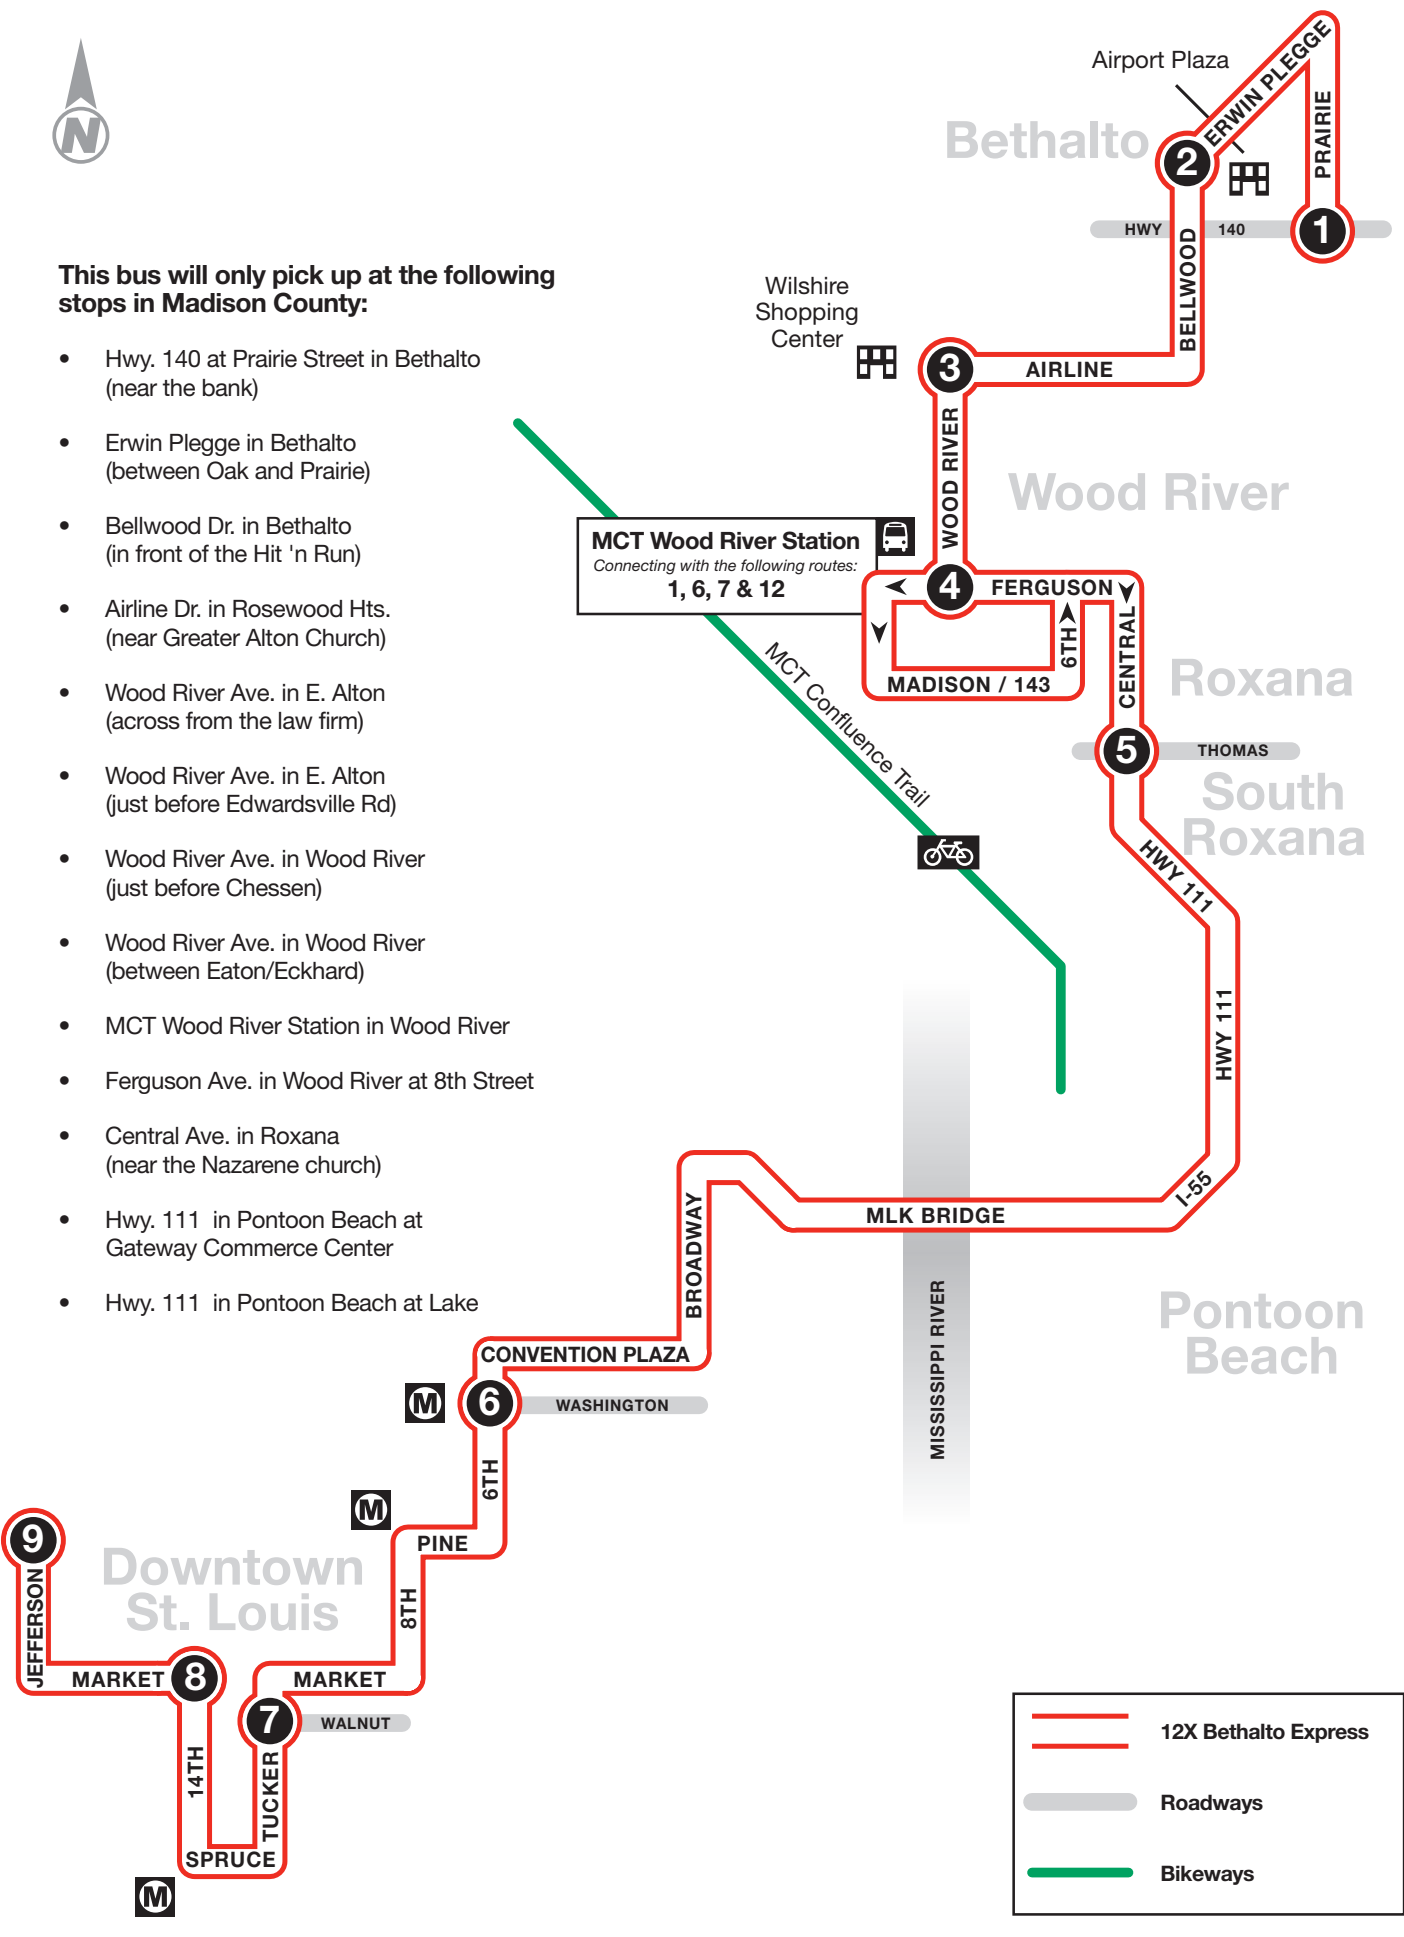 N
Airport Plaza
ERWIN PLEGGE
PRAIRIE
Bethalto
2
HWY
140
1
BELLWOOD
This bus will only pick up at the following
stops in Madison County:
• Hwy. 140 at Prairie Street in Bethalto
(near the bank)
• Erwin Plegge in Bethalto
(between Oak and Prairie)
• Bellwood Dr. in Bethalto
(in front of the Hit 'n Run)
• Airline Dr. in Rosewood Hts.
(near Greater Alton Church)
• Wood River Ave. in E. Alton
(across from the law firm)
• Wood River Ave. in E. Alton
(just before Edwardsville Rd)
• Wood River Ave. in Wood River
(just before Chessen)
• Wood River Ave. in Wood River
(between Eaton/Eckhard)
• MCT Wood River Station in Wood River
• Ferguson Ave. in Wood River at 8th Street
• Central Ave. in Roxana
(near the Nazarene church)
• Hwy. 111  in Pontoon Beach at
Gateway Commerce Center
• Hwy. 111  in Pontoon Beach at Lake
Wilshire
Shopping
Center
3
AIRLINE
WOOD RIVER
Wood River
MCT Wood River Station
Connecting with the following routes:
1, 6, 7 & 12
4
FERGUSON
6TH
CENTRAL
MADISON / 143
Roxana
MCT Confluence Trail
5
THOMAS
South
Roxana
HWY 111
HWY 111
I-55
MLK BRIDGE
BROADWAY
MISSISSIPPI RIVER
Pontoon
Beach
CONVENTION PLAZA
M
6
WASHINGTON
6TH
M
PINE
9
Downtown
St. Louis
8TH
JEFFERSON
MARKET
8
MARKET
7
WALNUT
14TH
TUCKER
SPRUCE
M
12X Bethalto Express
Roadways
Bikeways